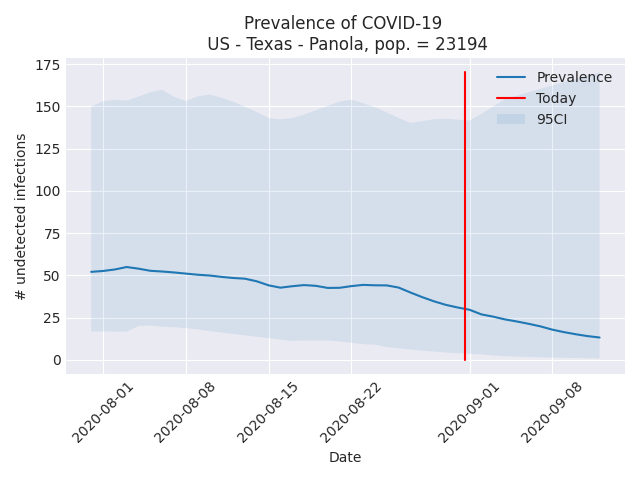 Prevalence of COVID-19
US - Texas - Panola, pop. = 23194
175
150
125
100
75
50
25
0
# undetected infections
Prevalence
Today
95CI
2020-08-01
2020-08-08
2020-08-15
2020-08-22
2020-09-01
2020-09-08
Date